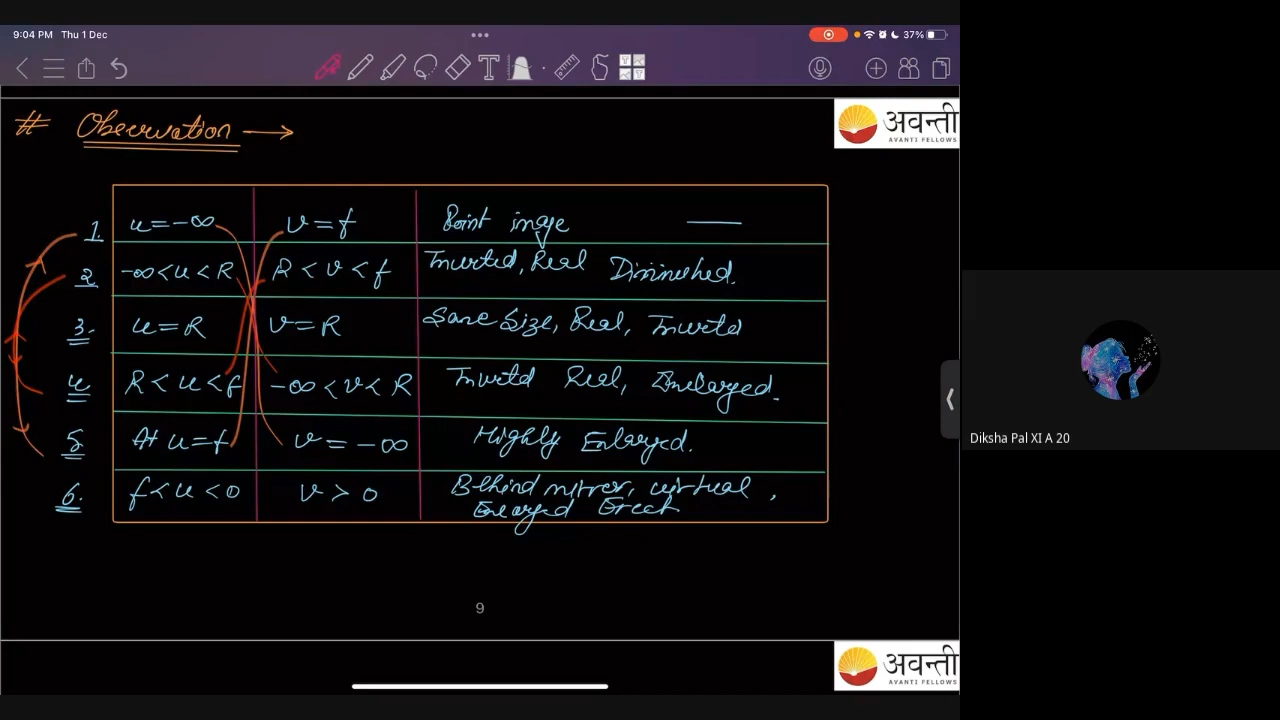 9:04 PM Thu 1 Dec
37%
# Observation →
अवन्ती
AVANTI FELLOWS
1. u = -∞ v = f Point image
2 -∞ < u < R R < v < f Inverted, Real Diminished.
3. u = R v = R Same Size, Real, Inverted
4 R < u < f -∞ < v < R Inverted Real, Enlarged.
5 At u = f v = -∞ Highly Enlarged.
6. f < u < 0 v > 0 Behind mirror, virtual,
Enlarged Erect
9
अवन्ती
AVANTI FELLOWS
Diksha Pal XI A 20